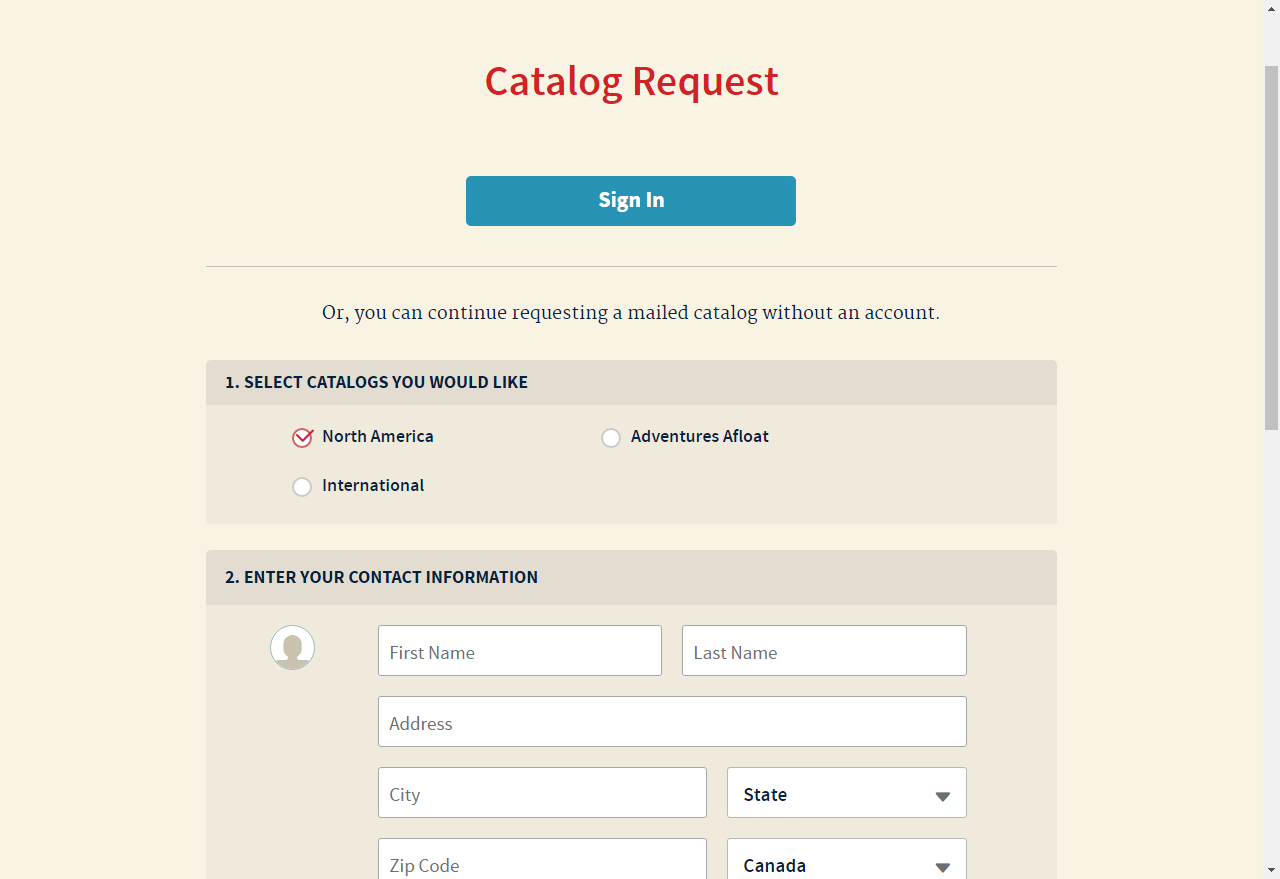 Catalog Request
Sign In
Or, you can continue requesting a mailed catalog without an account.
1. SELECT CATALOGS YOU WOULD LIKE
North America
Adventures Afloat
International
2. ENTER YOUR CONTACT INFORMATION
First Name
Last Name
Address
City
State
Zip Code
Canada